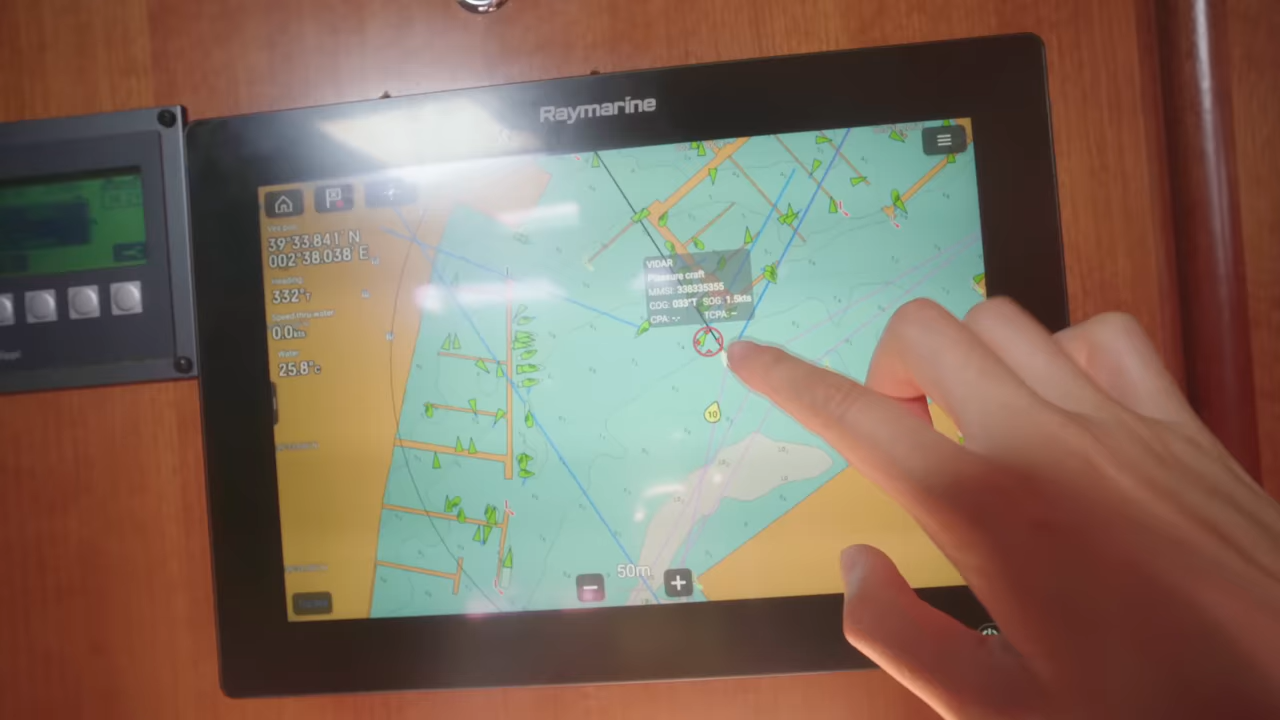 Raymarine
39°33.841' N
002°38.038' E
Heading
332°T
Speed thru water
0.0kts
Water
25.8°c
VIDAR
Pleasure craft
MMSI: 338335355
COG: 033°T SOG: 1.5kts
CPA: -.- TCPA: --
10
50m